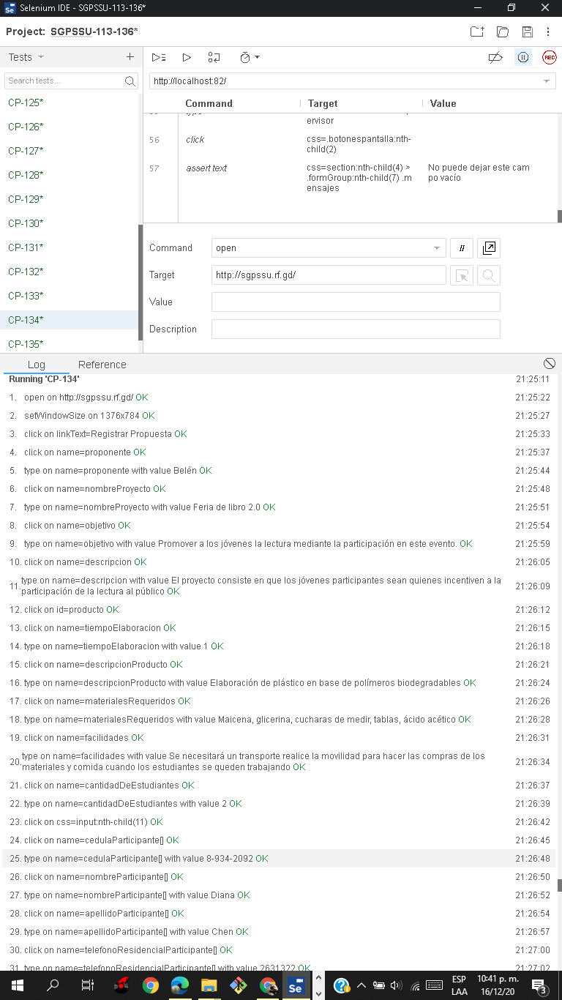 Selenium IDE - SGPSSU-113-136*
Project: SGPSSU-113-136*
Tests
Search tests...
CP-125*
CP-126*
CP-127*
CP-128*
CP-129*
CP-130*
CP-131*
CP-132*
CP-133*
CP-134*
CP-135*
REC
http://localhost:82/
Command Target Value
ervisor
56 click css=.botonespantalla:nth-
child(2)
57 assert text css=section:nth-child(4) > No puede dejar este cam
.formGroup:nth-child(7) .m po vacío
ensajes
Command open //
Target http://sgpssu.rf.gd/
Value
Description
Log Reference
Running 'CP-134' 21:25:11
1. open on http://sgpssu.rf.gd/ OK 21:25:22
2. setWindowSize on 1376x784 OK 21:25:27
3. click on linkText=Registrar Propuesta OK 21:25:33
4. click on name=proponente OK 21:25:37
5. type on name=proponente with value Belén OK 21:25:44
6. click on name=nombreProyecto OK 21:25:48
7. type on name=nombreProyecto with value Feria de libro 2.0 OK 21:25:51
8. click on name=objetivo OK 21:25:54
9. type on name=objetivo with value Promover a los jóvenes la lectura mediante la participación en este evento. OK 21:25:59
10. click on name=descripcion OK 21:26:05
11. type on name=descripcion with value El proyecto consiste en que los jóvenes participantes sean quienes incentiven a la 21:26:09
participación de la lectura al público OK
12. click on id=producto OK 21:26:12
13. click on name=tiempoElaboracion OK 21:26:15
14. type on name=tiempoElaboracion with value 1 OK 21:26:18
15. click on name=descripcionProducto OK 21:26:21
16. type on name=descripcionProducto with value Elaboración de plástico en base de polímeros biodegradables OK 21:26:24
17. click on name=materialesRequeridos OK 21:26:26
18. type on name=materialesRequeridos with value Maicena, glicerina, cucharas de medir, tablas, ácido acético OK 21:26:28
19. click on name=facilidades OK 21:26:31
20. type on name=facilidades with value Se necesitará un transporte realice la movilidad para hacer las compras de los 21:26:34
materiales y comida cuando los estudiantes se queden trabajando OK
21. click on name=cantidadDeEstudiantes OK 21:26:37
22. type on name=cantidadDeEstudiantes with value 2 OK 21:26:39
23. click on css=input:nth-child(11) OK 21:26:42
24. click on name=cedulaParticipante[] OK 21:26:45
25. type on name=cedulaParticipante[] with value 8-934-2092 OK 21:26:48
26. click on name=nombreParticipante[] OK 21:26:50
27. type on name=nombreParticipante[] with value Diana OK 21:26:52
28. click on name=apellidoParticipante[] OK 21:26:54
29. type on name=apellidoParticipante[] with value Chen OK 21:26:57
30. click on name=telefonoResidencialParticipante[] OK 21:27:00
31. type on name=telefonoResidencialParticipante[] with value 2631322 OK 21:27:02
Se ESP 10:41 p. m.
LAA 16/12/20 3